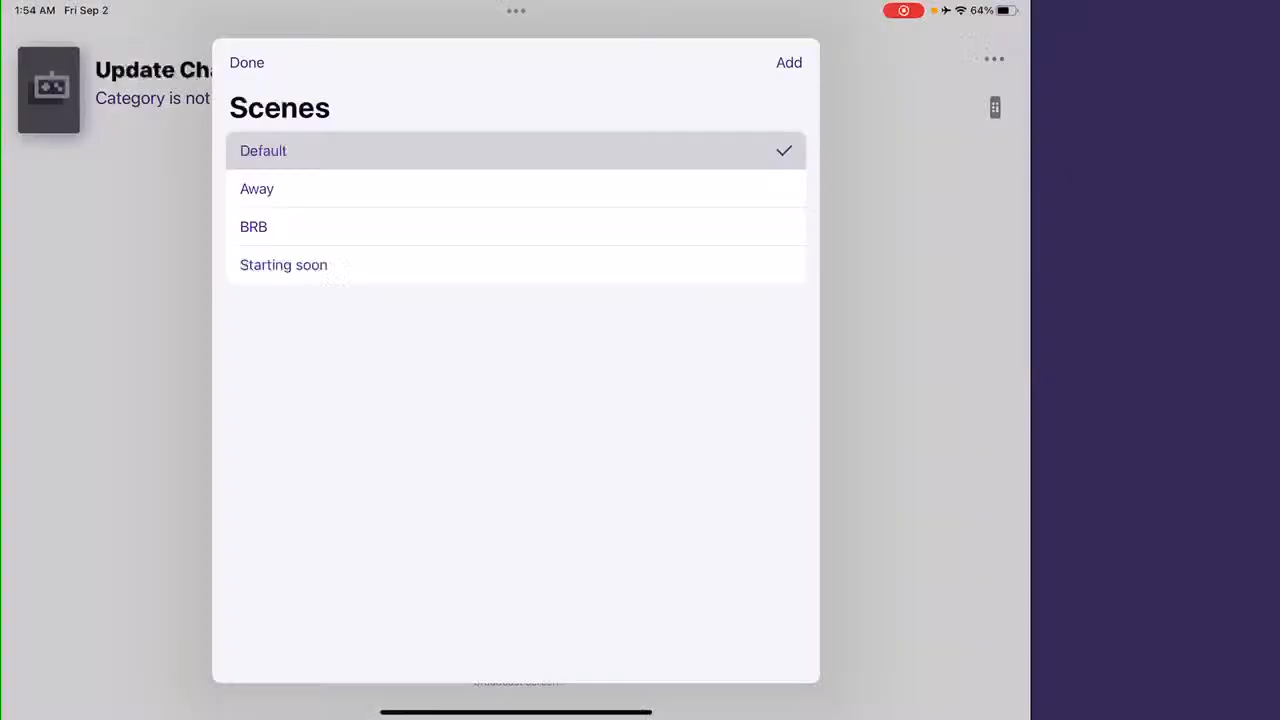 1:54 AM Fri Sep 2
64%
Update Cha
Category is not
Done
Add
Scenes
Default
Away
BRB
Starting soon